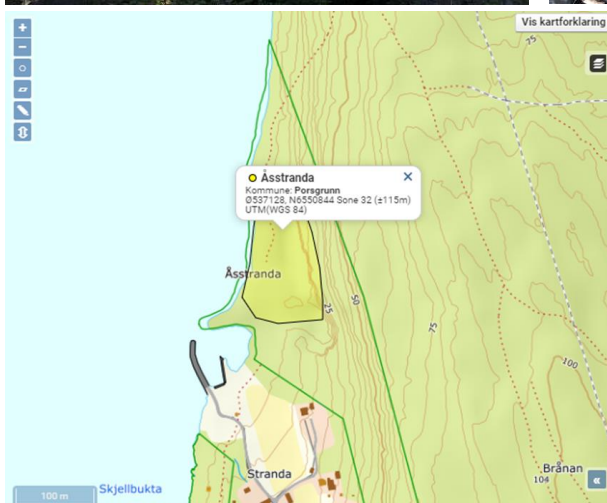 Vis kartforklaring
75
Åsstranda
Kommune: Porsgrunn
Ø537128, N6550844 Sone 32 (±115m)
UTM(WGS 84)
Åsstranda
25
50
75
100
Stranda
Brånan
104
Skjellbukta
100 m